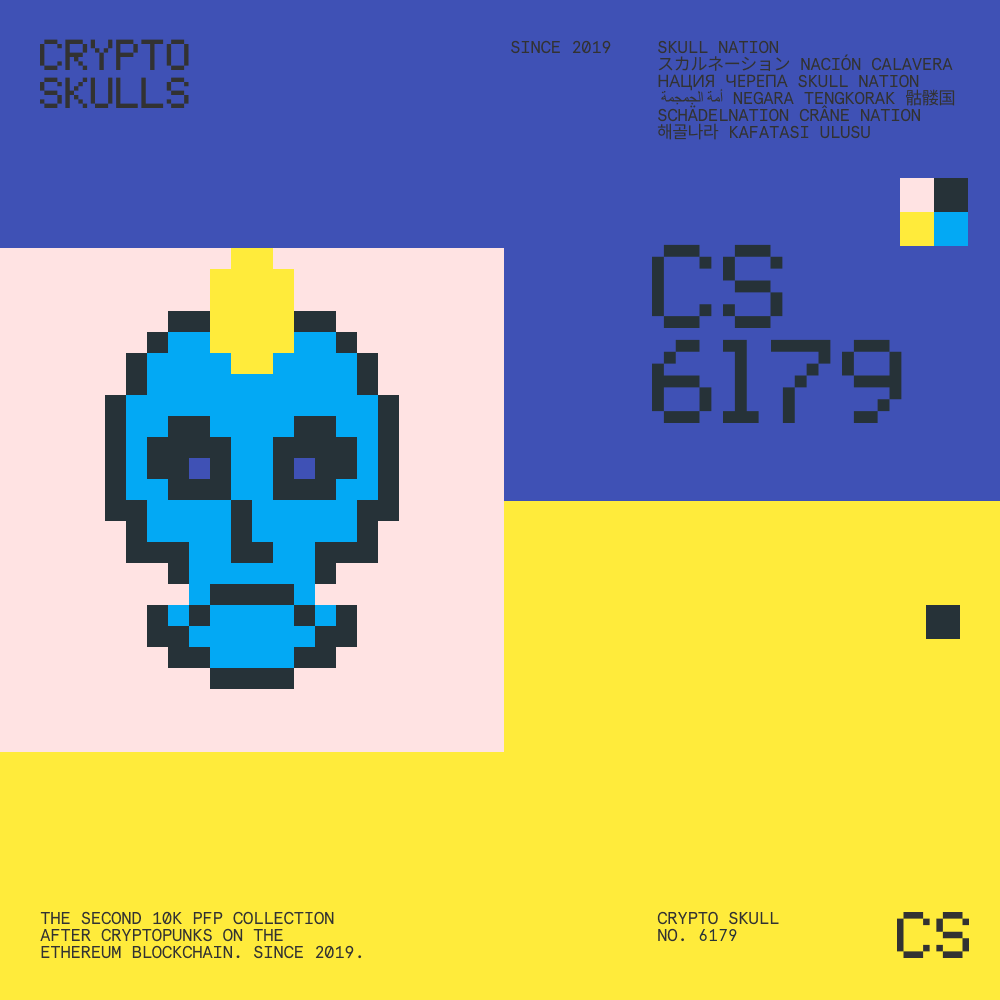 CRYPTO
SKULLS
SINCE 2019
SKULL NATION
スカルネーション NACIÓN CALAVERA
НАЦИЯ ЧЕРЕПА SKULL NATION
أمة الجمجمة NEGARA TENGKORAK 骷髅国
SCHÄDELNATION CRÂNE NATION
해골나라 KAFATASI ULUSU
CS
6179
THE SECOND 10K PFP COLLECTION
AFTER CRYPTOPUNKS ON THE
ETHEREUM BLOCKCHAIN. SINCE 2019.
CRYPTO SKULL
NO. 6179
CS